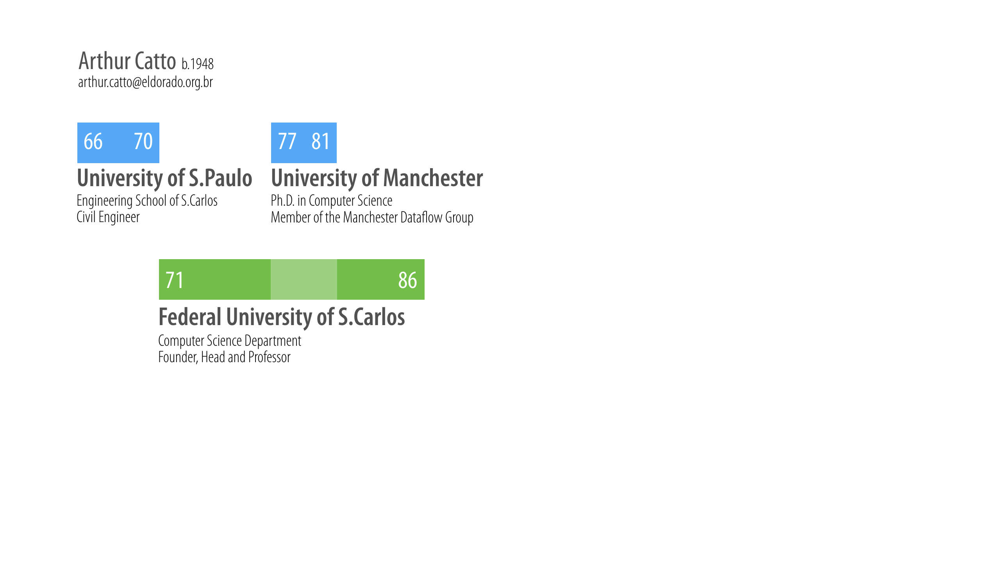 Arthur Catto b.1948
arthur.catto@eldorado.org.br
66 70
University of S.Paulo
Engineering School of S.Carlos
Civil Engineer
77 81
University of Manchester
Ph.D. in Computer Science
Member of the Manchester Dataflow Group
71 86
Federal University of S.Carlos
Computer Science Department
Founder, Head and Professor